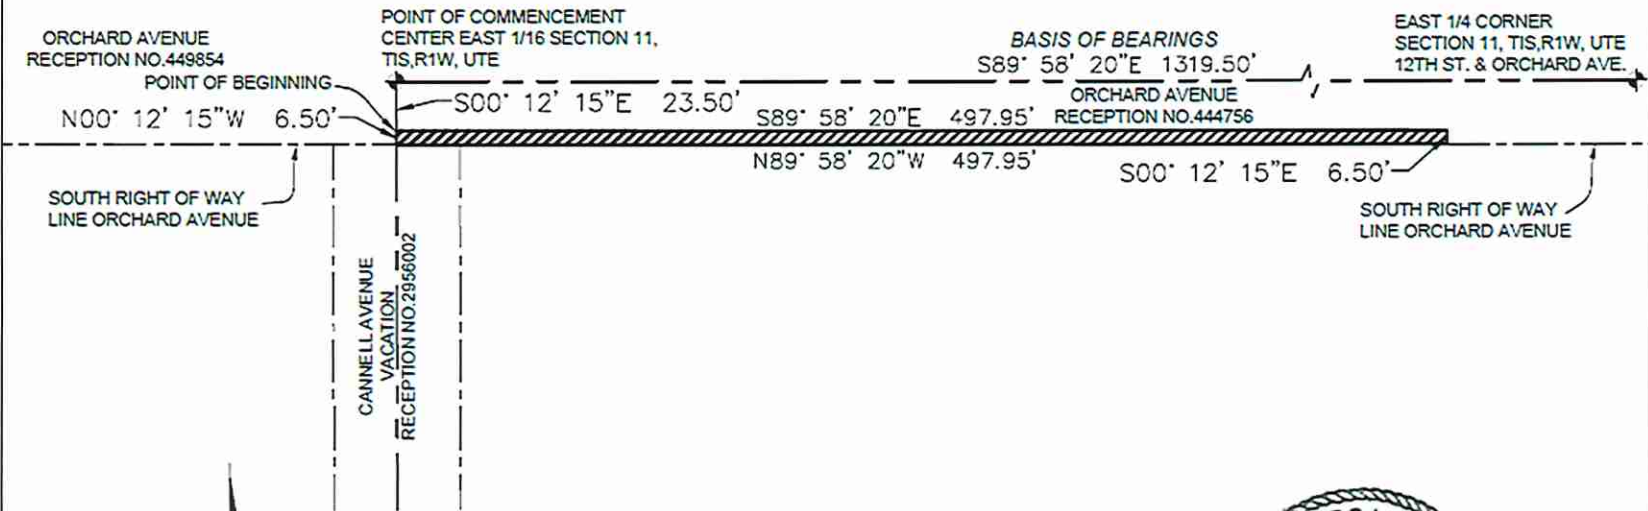 ORCHARD AVENUE
RECEPTION NO.449854
POINT OF COMMENCEMENT
CENTER EAST 1/16 SECTION 11,
TIS,R1W, UTE
POINT OF BEGINNING
N00° 12' 15"W 6.50'
S00° 12' 15"E 23.50'
BASIS OF BEARINGS
S89° 58' 20"E 1319.50'
EAST 1/4 CORNER
SECTION 11, TIS,R1W, UTE
12TH ST. & ORCHARD AVE.
ORCHARD AVENUE
RECEPTION NO.444756
S89° 58' 20"E 497.95'
N89° 58' 20"W 497.95'
S00° 12' 15"E 6.50'
SOUTH RIGHT OF WAY
LINE ORCHARD AVENUE
SOUTH RIGHT OF WAY
LINE ORCHARD AVENUE
CANNELL AVENUE
VACATION
RECEPTION NO.2956002